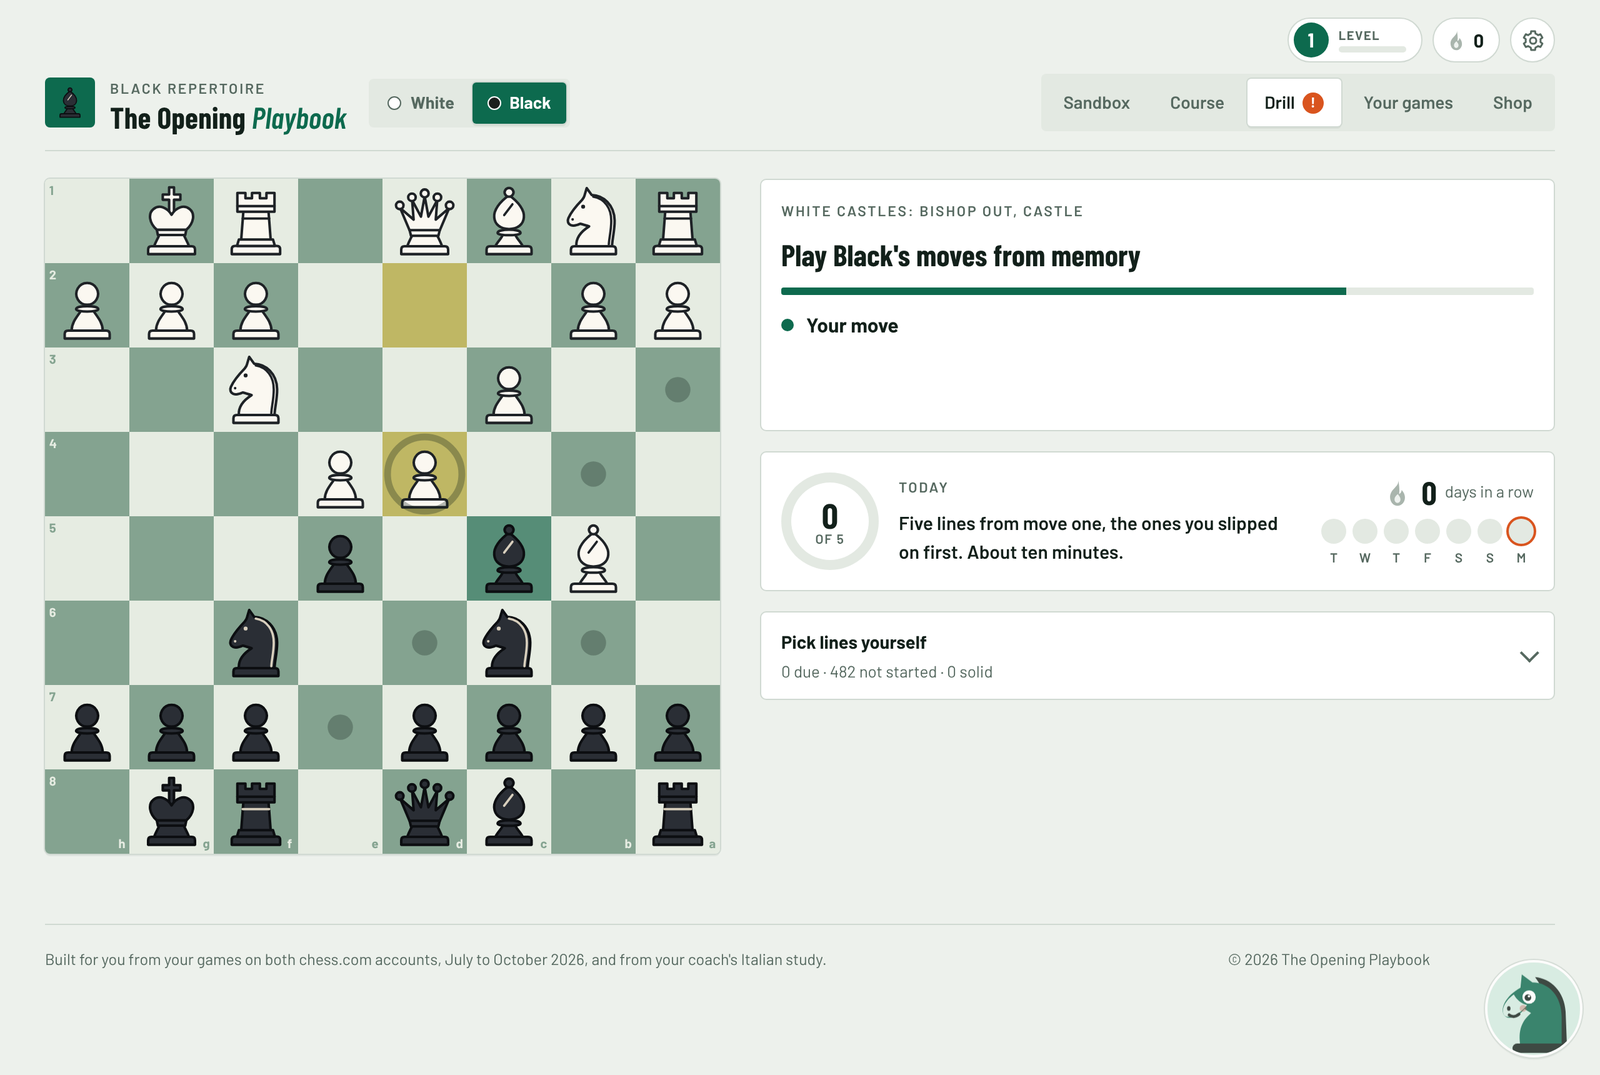 1 LEVEL 0
BLACK REPERTOIRE
The Opening Playbook
White Black
Sandbox Course Drill ! Your games Shop
WHITE CASTLES: BISHOP OUT, CASTLE
Play Black's moves from memory
Your move
0
OF 5
TODAY
Five lines from move one, the ones you slipped
on first. About ten minutes.
0 days in a row
T W T F S S M
Pick lines yourself
0 due · 482 not started · 0 solid
1
2
3
4
5
6
7
8
h g f e d c b a
Built for you from your games on both chess.com accounts, July to October 2026, and from your coach's Italian study.
© 2026 The Opening Playbook